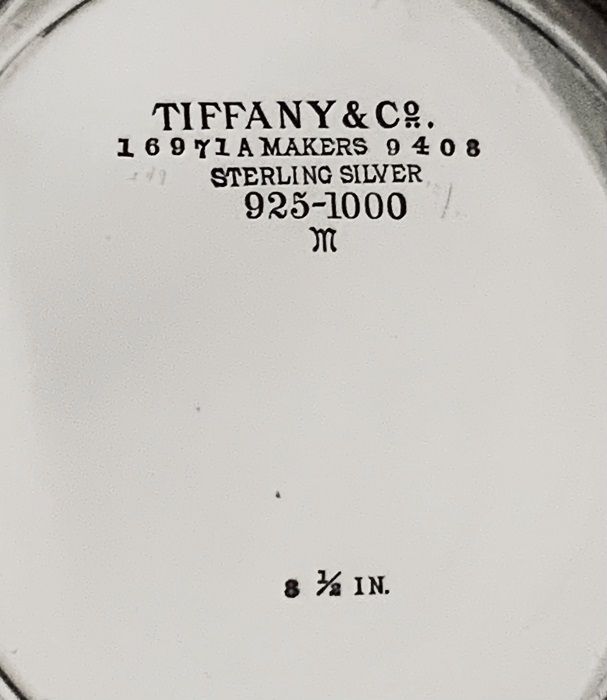 TIFFANY & Co.
16971A MAKERS 9408
STERLING SILVER
925-1000
m
8 ½ IN.